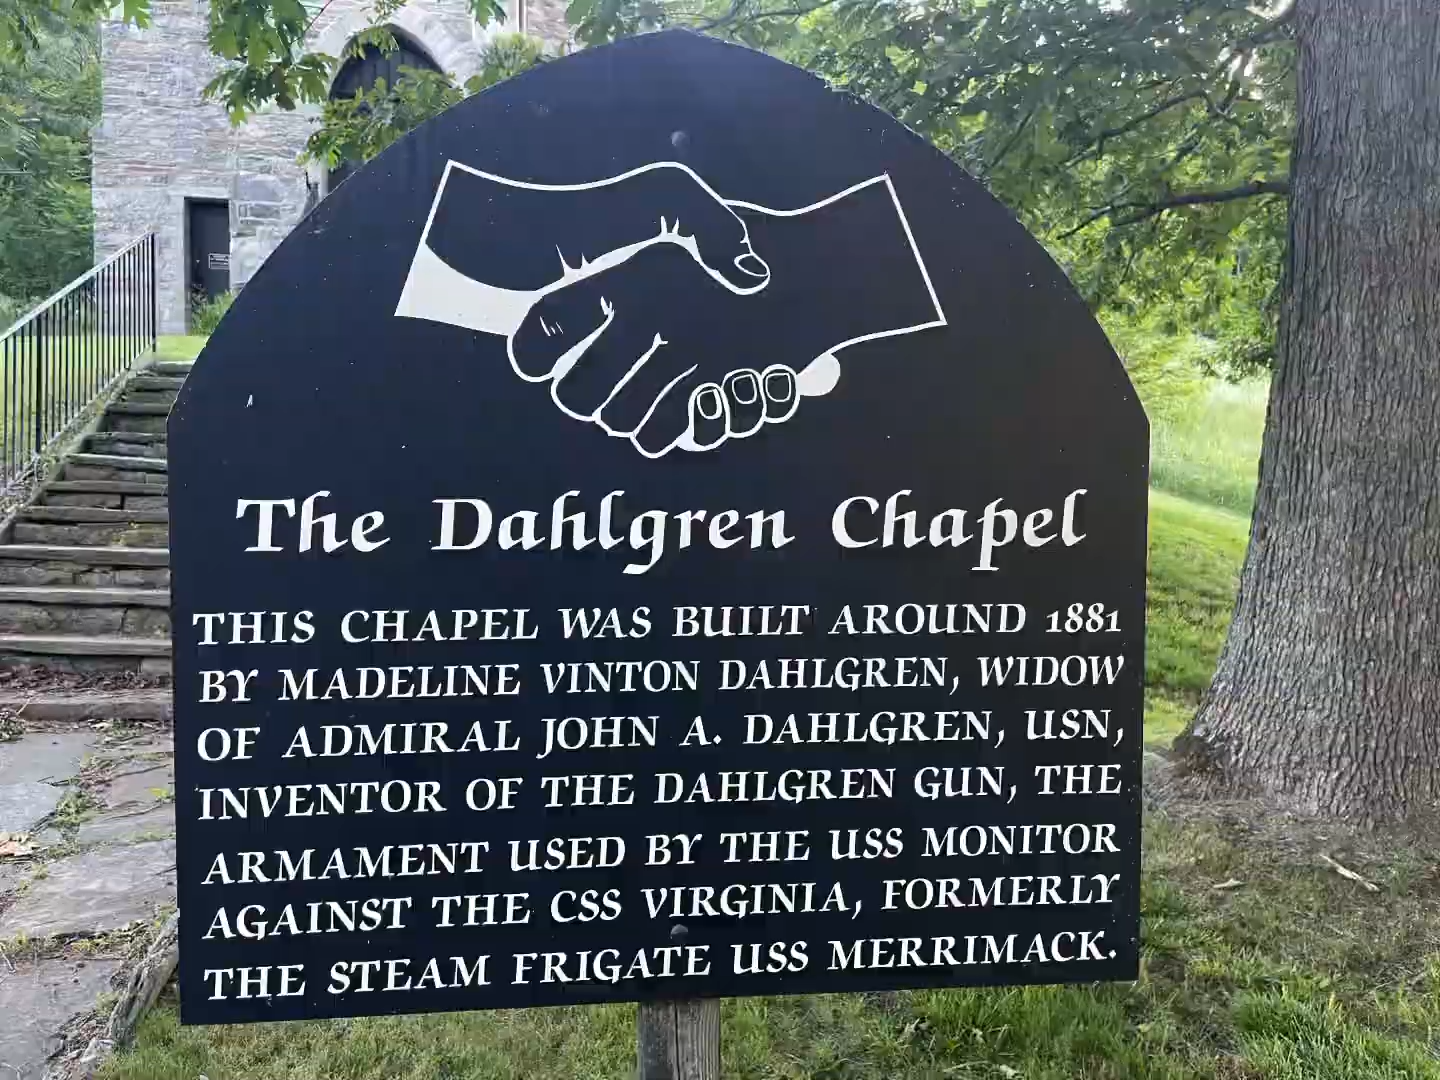 The Dahlgren Chapel
THIS CHAPEL WAS BUILT AROUND 1881
BY MADELINE VINTON DAHLGREN, WIDOW
OF ADMIRAL JOHN A. DAHLGREN, USN,
INVENTOR OF THE DAHLGREN GUN, THE
ARMAMENT USED BY THE USS MONITOR
AGAINST THE CSS VIRGINIA, FORMERLY
THE STEAM FRIGATE USS MERRIMACK.